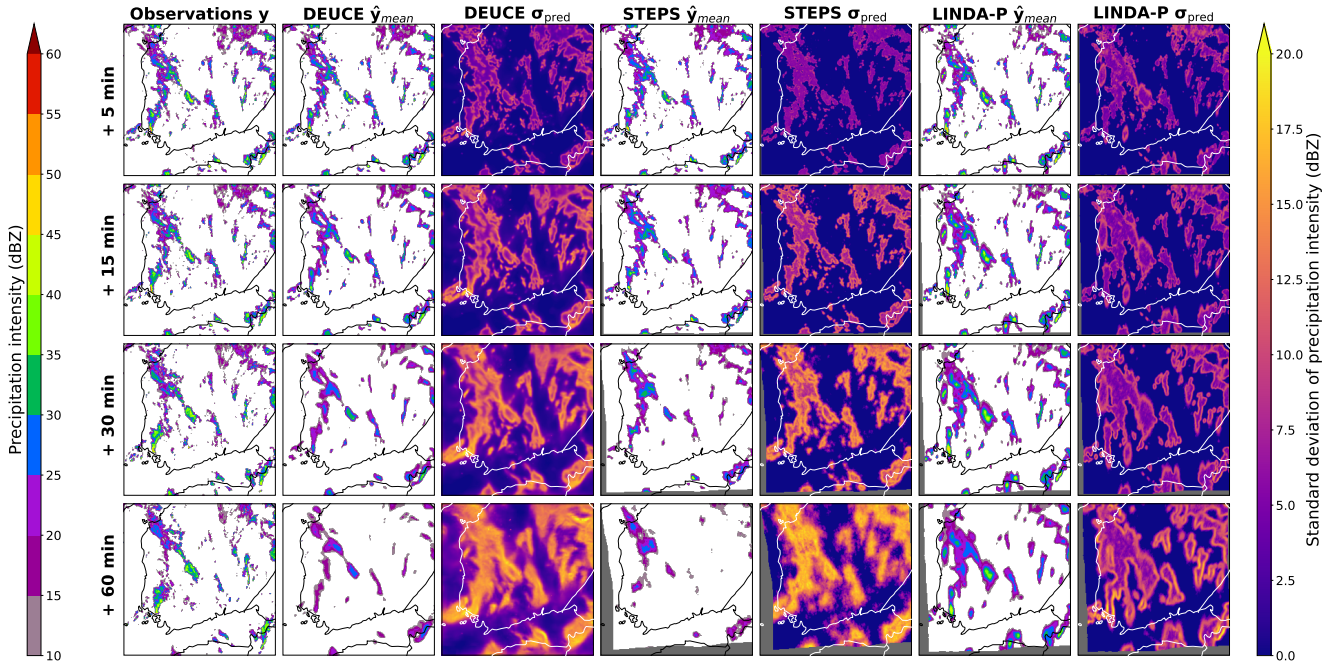 Observations y
DEUCE ŷmean
DEUCE σpred
STEPS ŷmean
STEPS σpred
LINDA-P ŷmean
LINDA-P σpred
Precipitation intensity (dBZ)
60
55
50
45
40
35
30
25
20
15
10
+ 5 min
+ 15 min
+ 30 min
+ 60 min
20.0
17.5
15.0
12.5
10.0
7.5
5.0
2.5
0.0
Standard deviation of precipitation intensity (dBZ)